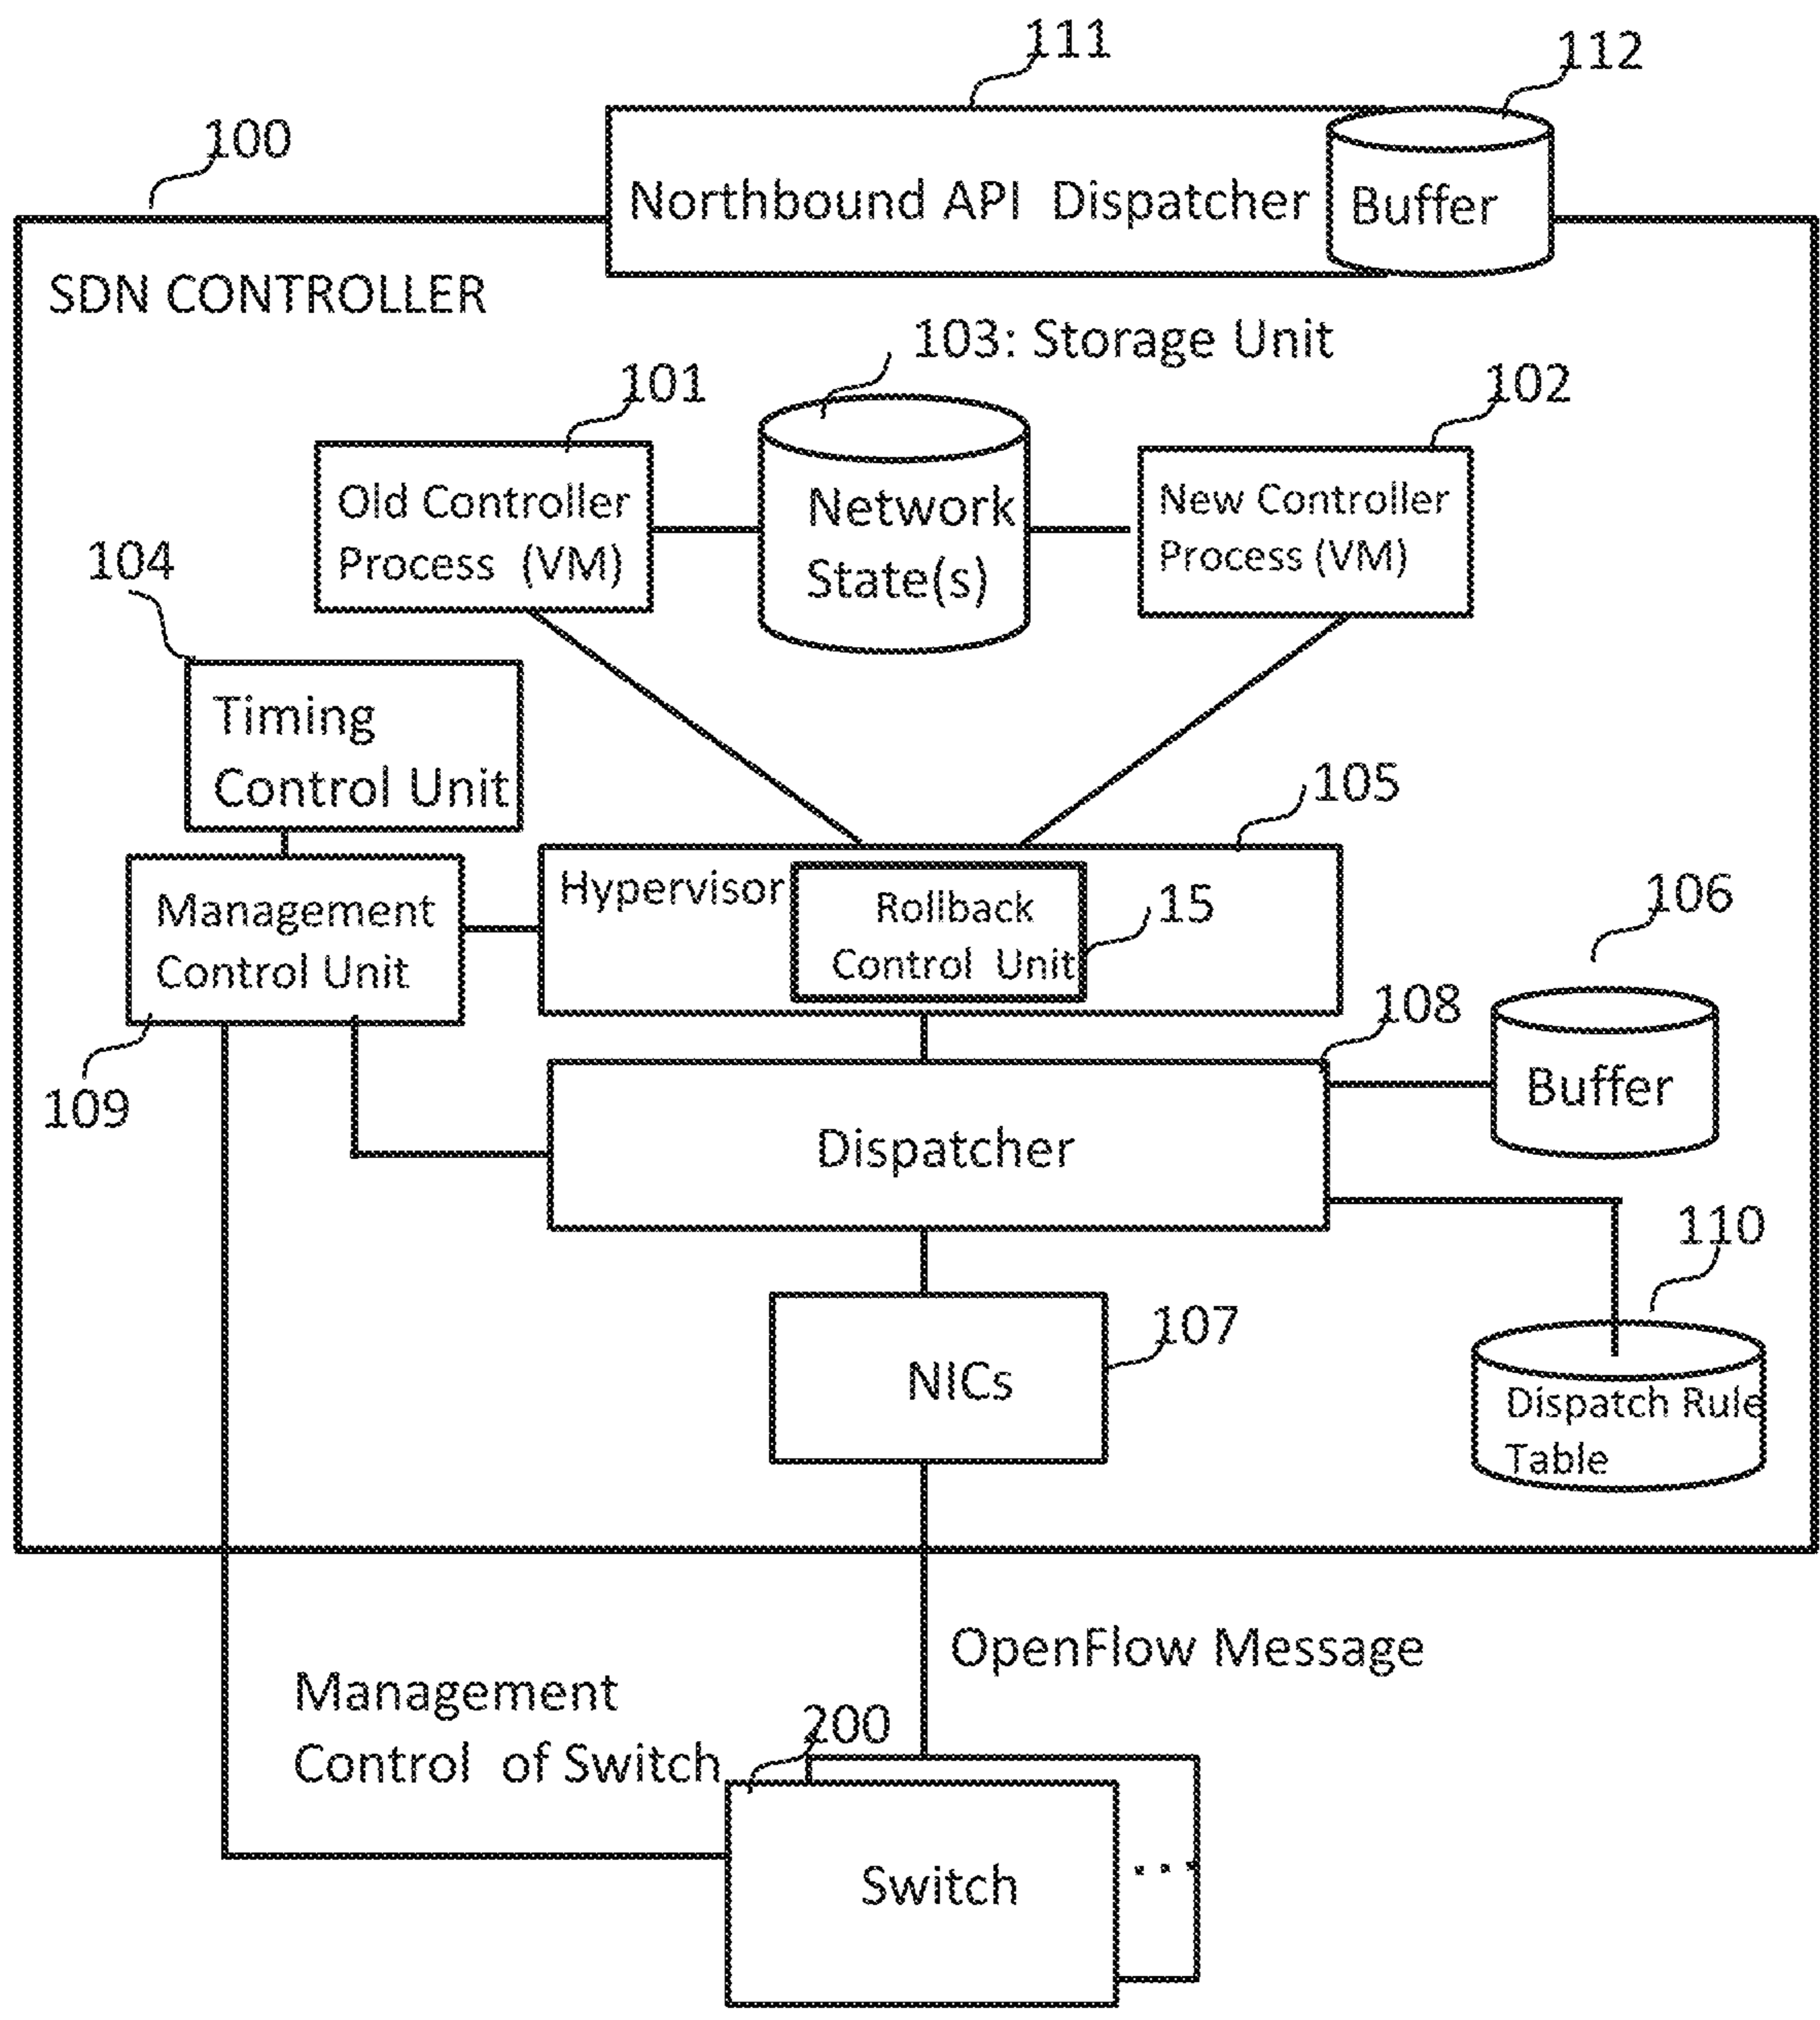 111
112
100
Northbound API Dispatcher
Buffer
SDN CONTROLLER
103: Storage Unit
101
102
Old Controller
Process (VM)
Network
State(s)
New Controller
Process (VM)
104
Timing
Control Unit
105
Hypervisor
Rollback
Control Unit
15
Management
Control Unit
106
108
109
Buffer
Dispatcher
110
107
NICs
Dispatch Rule
Table
OpenFlow Message
Management
Control of Switch
200
Switch
...